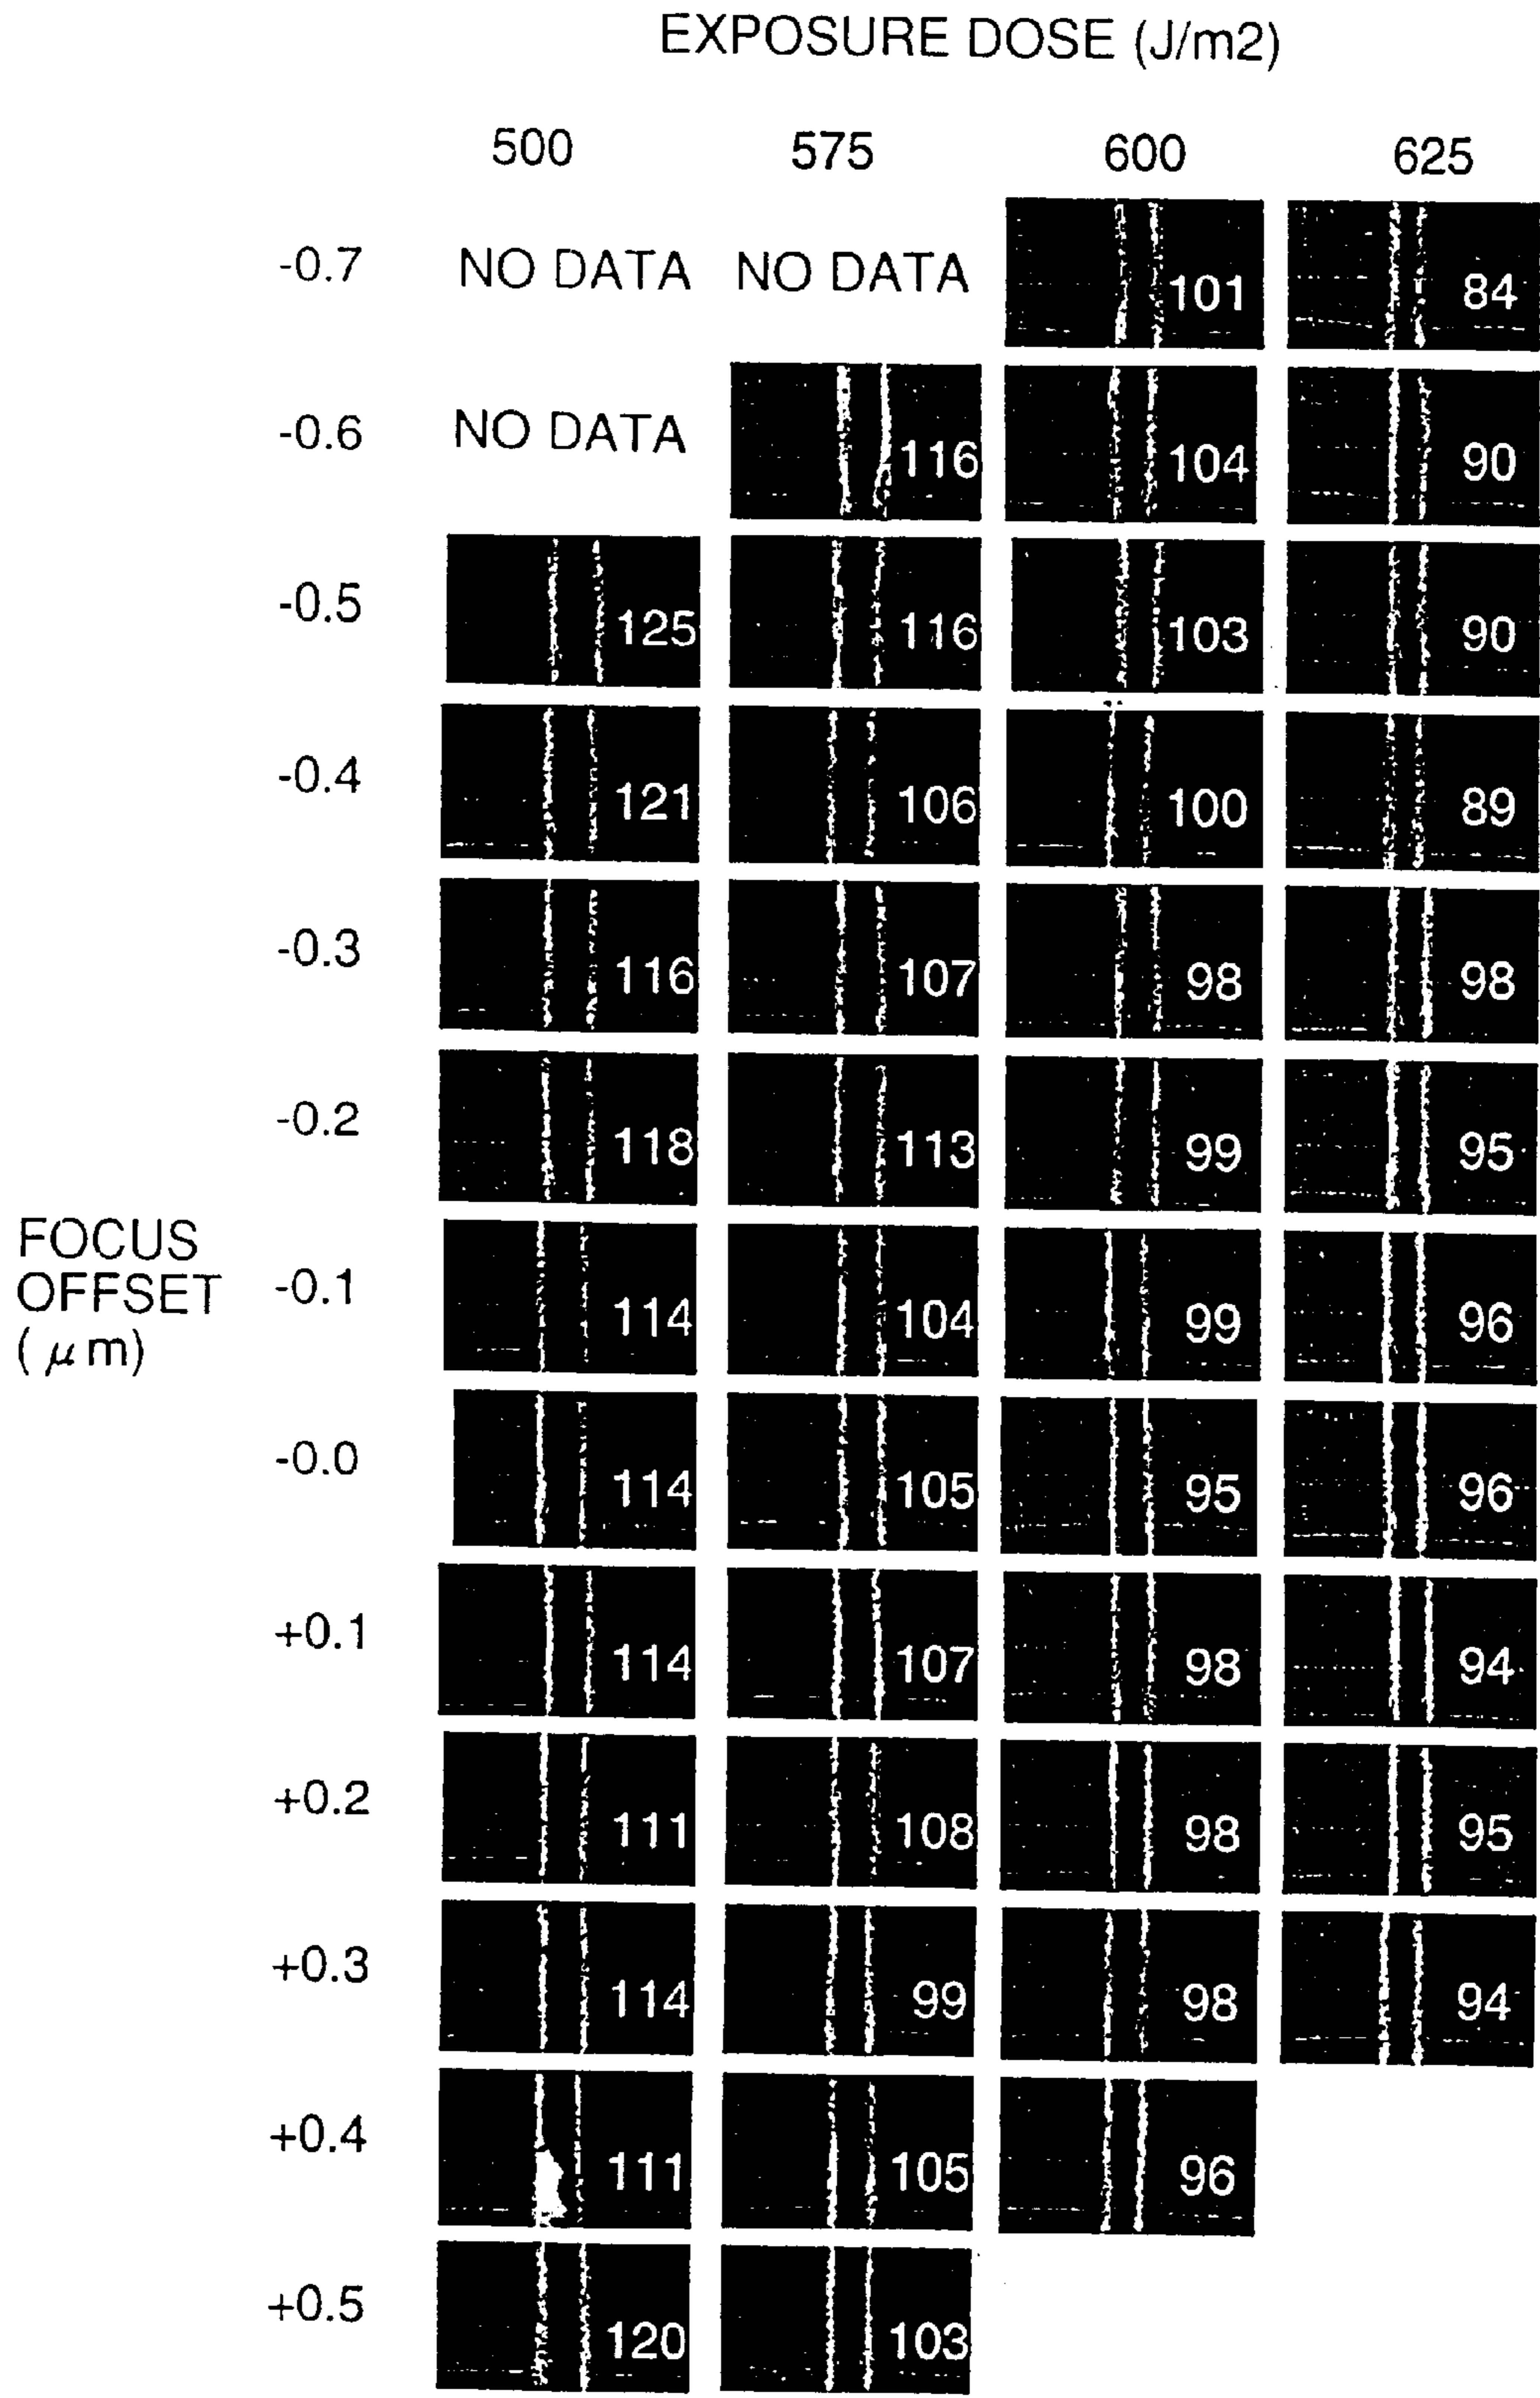 EXPOSURE DOSE (J/m2)
500 575 600 625
-0.7 NO DATA NO DATA 101 84
-0.6 NO DATA 116 104 90
-0.5 125 116 103 90
-0.4 121 106 100 89
-0.3 116 107 98 98
-0.2 118 113 99 95
FOCUS
OFFSET
(μm)
-0.1 114 104 99 96
-0.0 114 105 95 96
+0.1 114 107 98 94
+0.2 111 108 98 95
+0.3 114 99 98 94
+0.4 111 105 96
+0.5 120 103